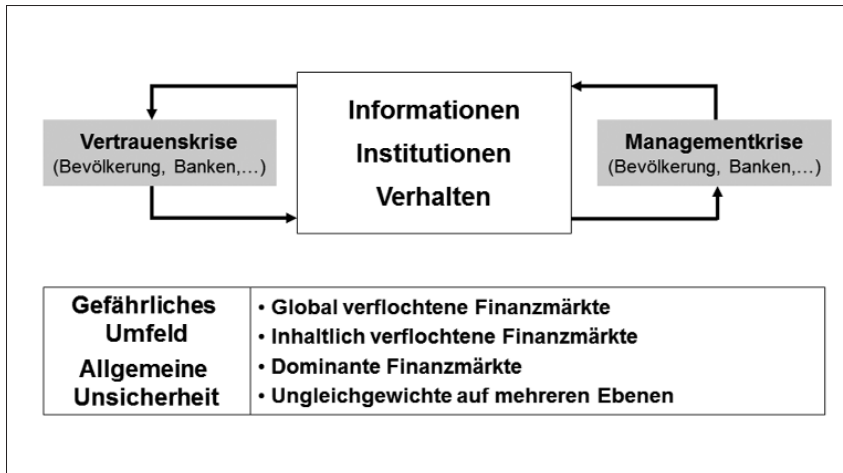 Informationen
Institutionen
Verhalten
Vertrauenskrise
(Bevölkerung, Banken,…)
Managementkrise
(Bevölkerung, Banken,…)
Gefährliches
Umfeld
Allgemeine
Unsicherheit
• Global verflochtene Finanzmärkte
• Inhaltlich verflochtene Finanzmärkte
• Dominante Finanzmärkte
• Ungleichgewichte auf mehreren Ebenen